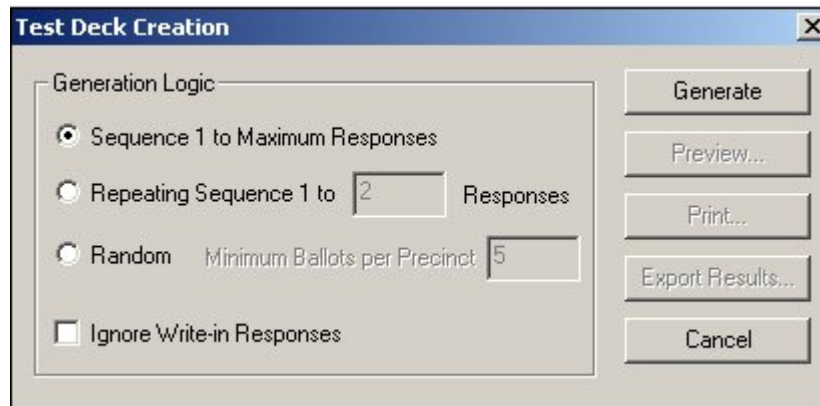 Test Deck Creation
Generation Logic
Sequence 1 to Maximum Responses
Repeating Sequence 1 to 2 Responses
Random Minimum Ballots per Precinct 5
Ignore Write-in Responses
Generate
Preview...
Print...
Export Results...
Cancel